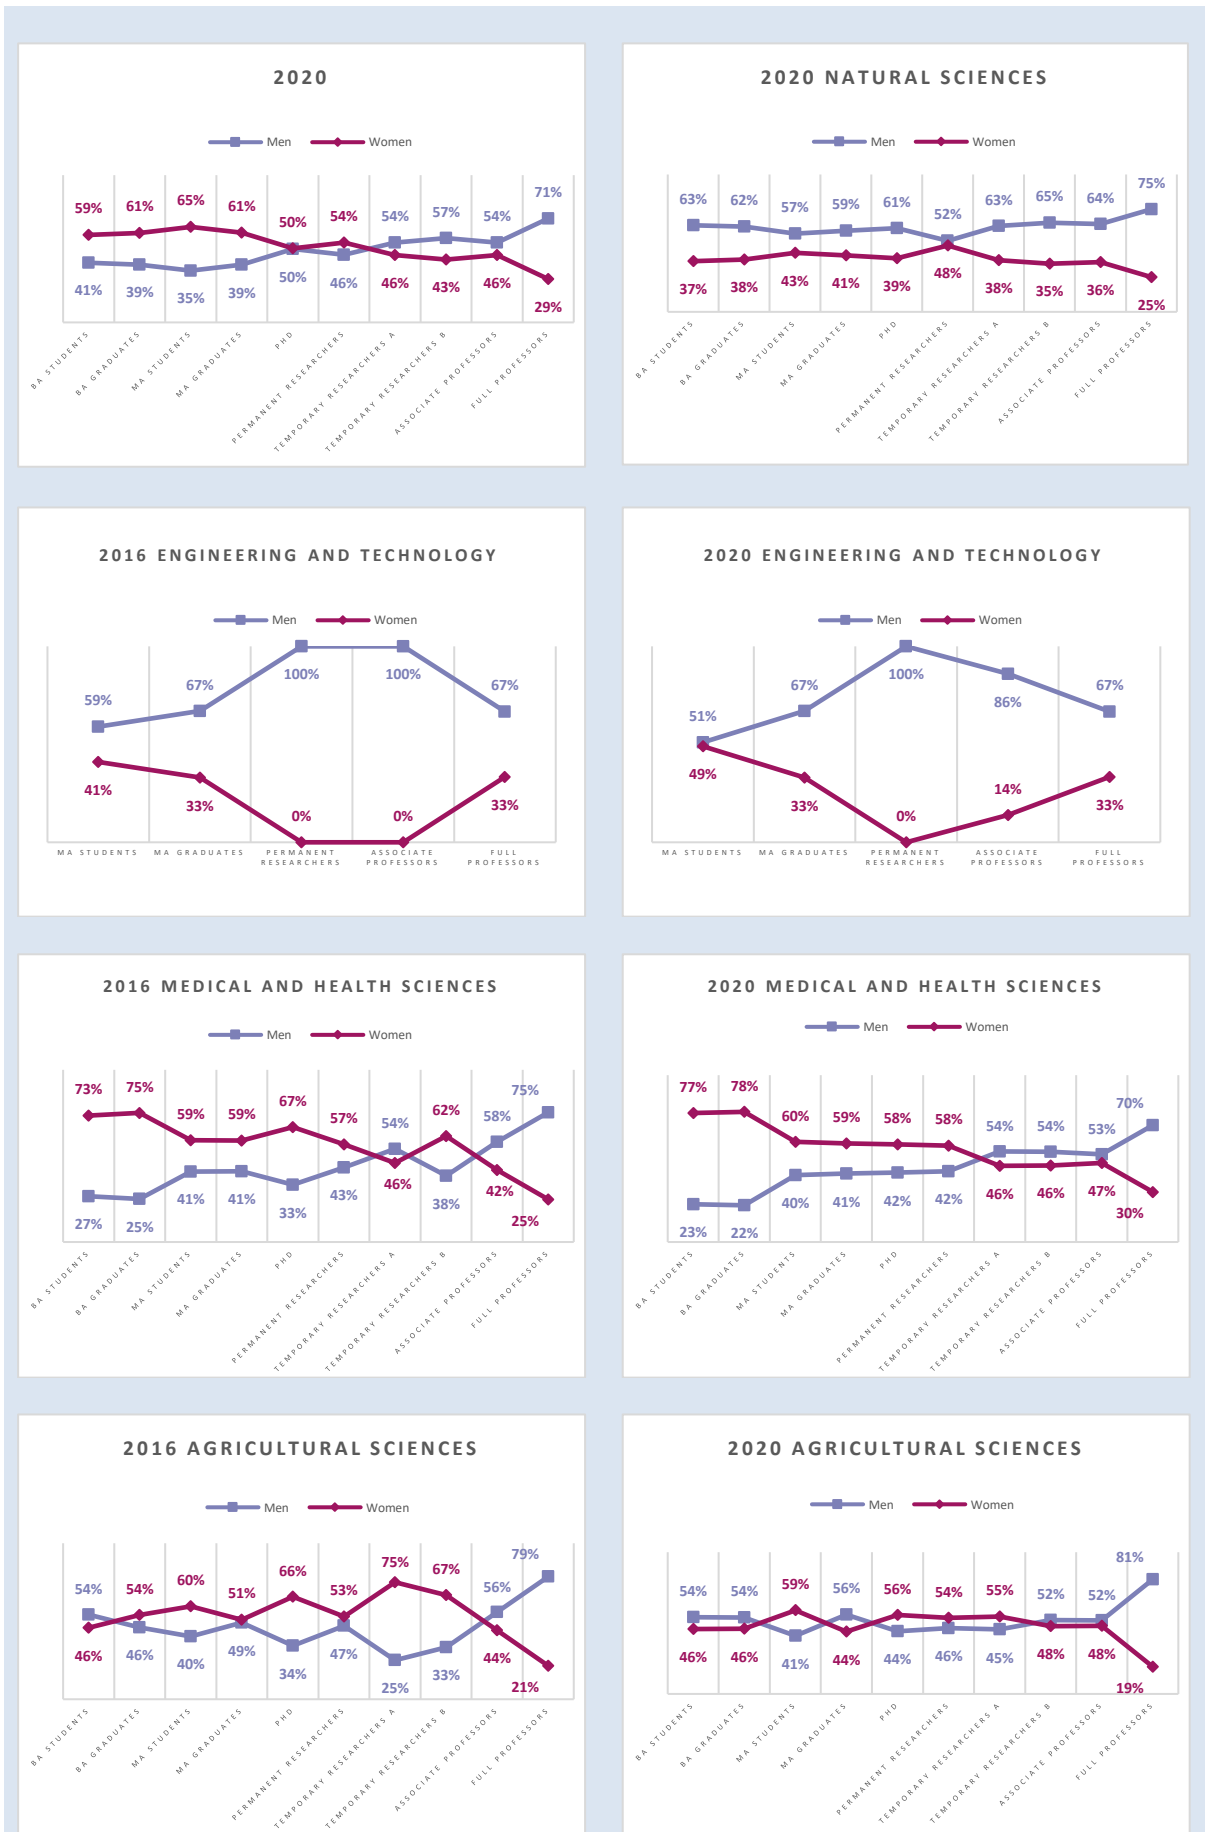 2020
Men Women
59% 61% 65% 61% 50% 54% 54% 57% 54% 71%
41% 39% 35% 39% 50% 46% 46% 43% 46% 29%
BA STUDENTS
BA GRADUATES
MA STUDENTS
MA GRADUATES
PHD
PERMANENT RESEARCHERS
TEMPORARY RESEARCHERS A
TEMPORARY RESEARCHERS B
ASSOCIATE PROFESSORS
FULL PROFESSORS
2020 NATURAL SCIENCES
Men Women
63% 62% 57% 59% 61% 52% 63% 65% 64% 75%
37% 38% 43% 41% 39% 48% 38% 35% 36% 25%
BA STUDENTS
BA GRADUATES
MA STUDENTS
MA GRADUATES
PHD
PERMANENT RESEARCHERS
TEMPORARY RESEARCHERS A
TEMPORARY RESEARCHERS B
ASSOCIATE PROFESSORS
FULL PROFESSORS
2016 ENGINEERING AND TECHNOLOGY
Men Women
59% 67% 100% 100% 67%
41% 33% 0% 0% 33%
MA STUDENTS MA GRADUATES PERMANENT ASSOCIATE FULL
RESEARCHERS PROFESSORS PROFESSORS
2020 ENGINEERING AND TECHNOLOGY
Men Women
51% 67% 100% 86% 67%
49% 33% 0% 14% 33%
MA STUDENTS MA GRADUATES PERMANENT ASSOCIATE FULL
RESEARCHERS PROFESSORS PROFESSORS
2016 MEDICAL AND HEALTH SCIENCES
Men Women
73% 75% 59% 59% 67% 57% 54% 62% 58% 75%
27% 25% 41% 41% 33% 43% 46% 38% 42% 25%
BA STUDENTS
BA GRADUATES
MA STUDENTS
MA GRADUATES
PHD
PERMANENT RESEARCHERS
TEMPORARY RESEARCHERS A
TEMPORARY RESEARCHERS B
ASSOCIATE PROFESSORS
FULL PROFESSORS
2020 MEDICAL AND HEALTH SCIENCES
Men Women
77% 78% 60% 59% 58% 58% 54% 54% 53% 70%
23% 22% 40% 41% 42% 42% 46% 46% 47% 30%
BA STUDENTS
BA GRADUATES
MA STUDENTS
MA GRADUATES
PHD
PERMANENT RESEARCHERS
TEMPORARY RESEARCHERS A
TEMPORARY RESEARCHERS B
ASSOCIATE PROFESSORS
FULL PROFESSORS
2016 AGRICULTURAL SCIENCES
Men Women
54% 54% 60% 51% 66% 53% 75% 67% 56% 79%
46% 46% 40% 49% 34% 47% 25% 33% 44% 21%
BA STUDENTS
BA GRADUATES
MA STUDENTS
MA GRADUATES
PHD
PERMANENT RESEARCHERS
TEMPORARY RESEARCHERS A
TEMPORARY RESEARCHERS B
ASSOCIATE PROFESSORS
FULL PROFESSORS
2020 AGRICULTURAL SCIENCES
Men Women
54% 54% 59% 56% 56% 54% 55% 52% 52% 81%
46% 46% 41% 44% 44% 46% 45% 48% 48% 19%
BA STUDENTS
BA GRADUATES
MA STUDENTS
MA GRADUATES
PHD
PERMANENT RESEARCHERS
TEMPORARY RESEARCHERS A
TEMPORARY RESEARCHERS B
ASSOCIATE PROFESSORS
FULL PROFESSORS